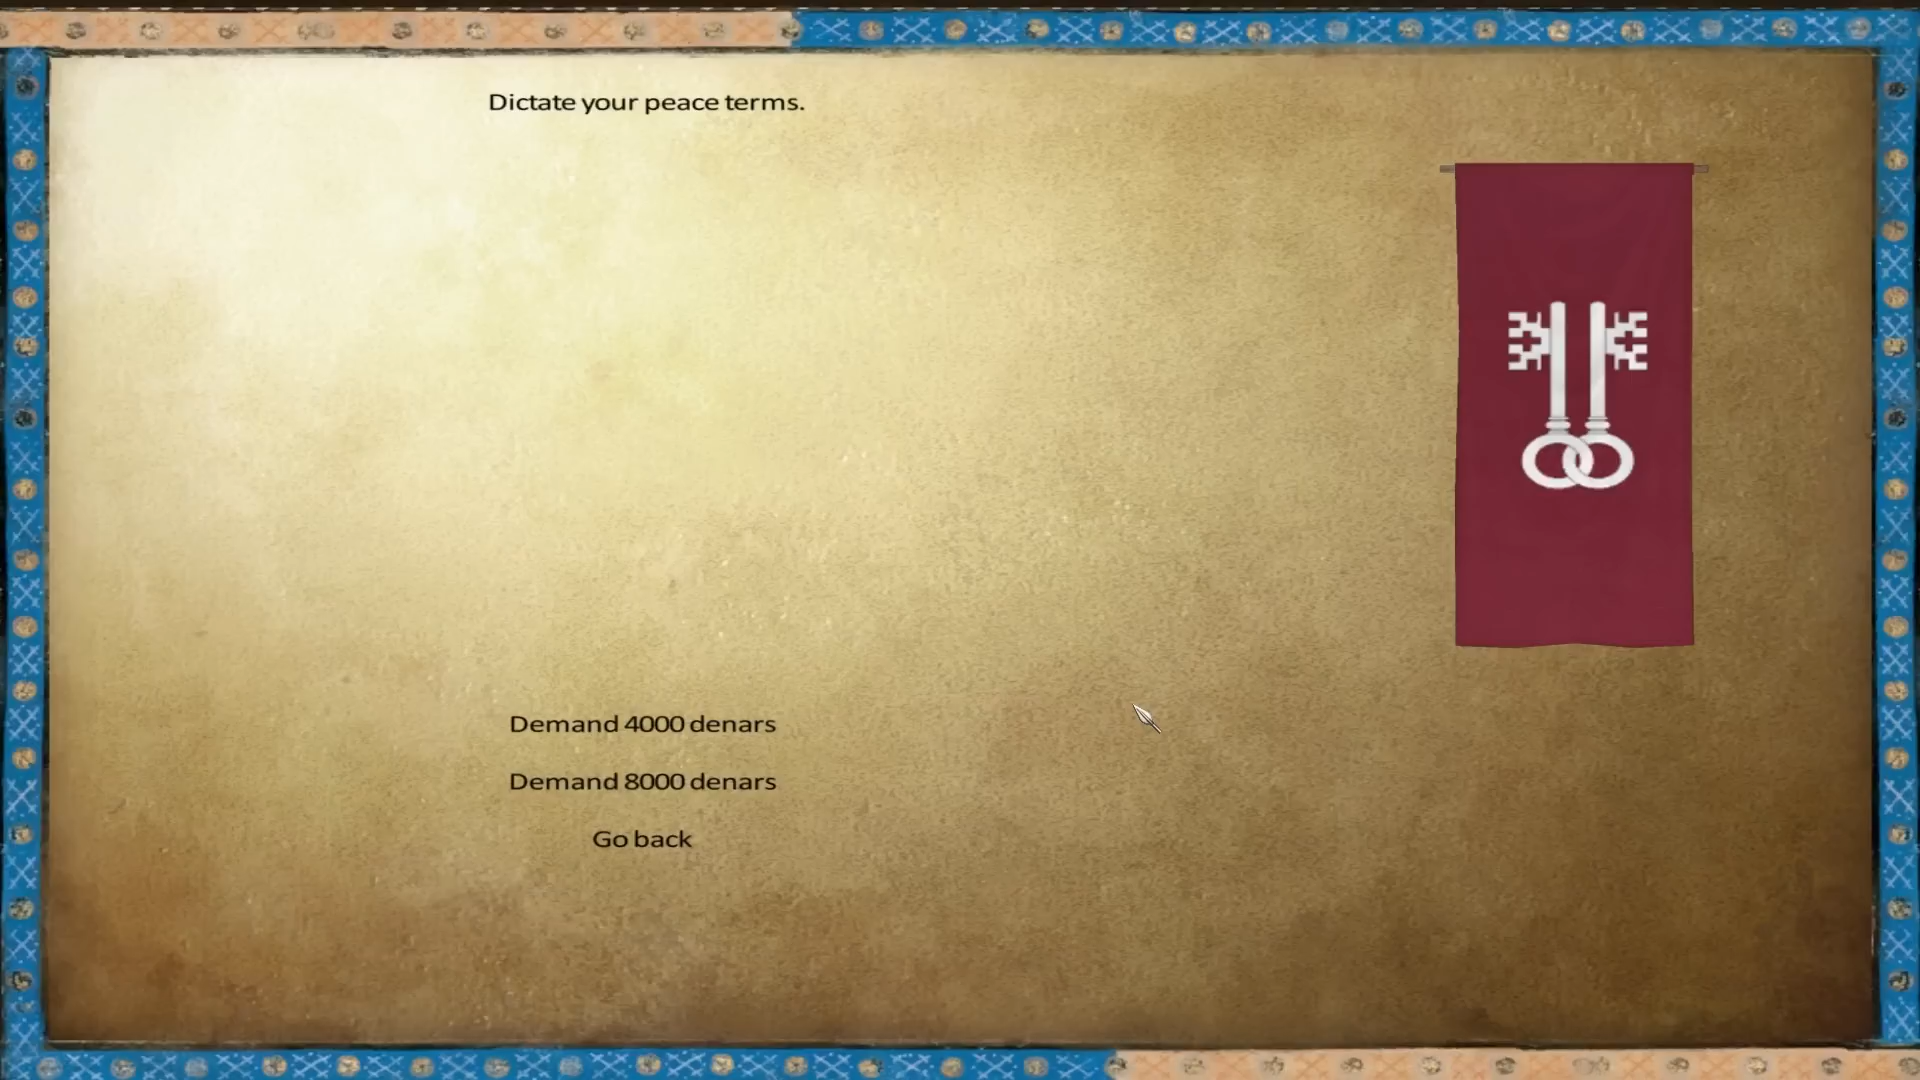 Dictate your peace terms.
Demand 4000 denars
Demand 8000 denars
Go back